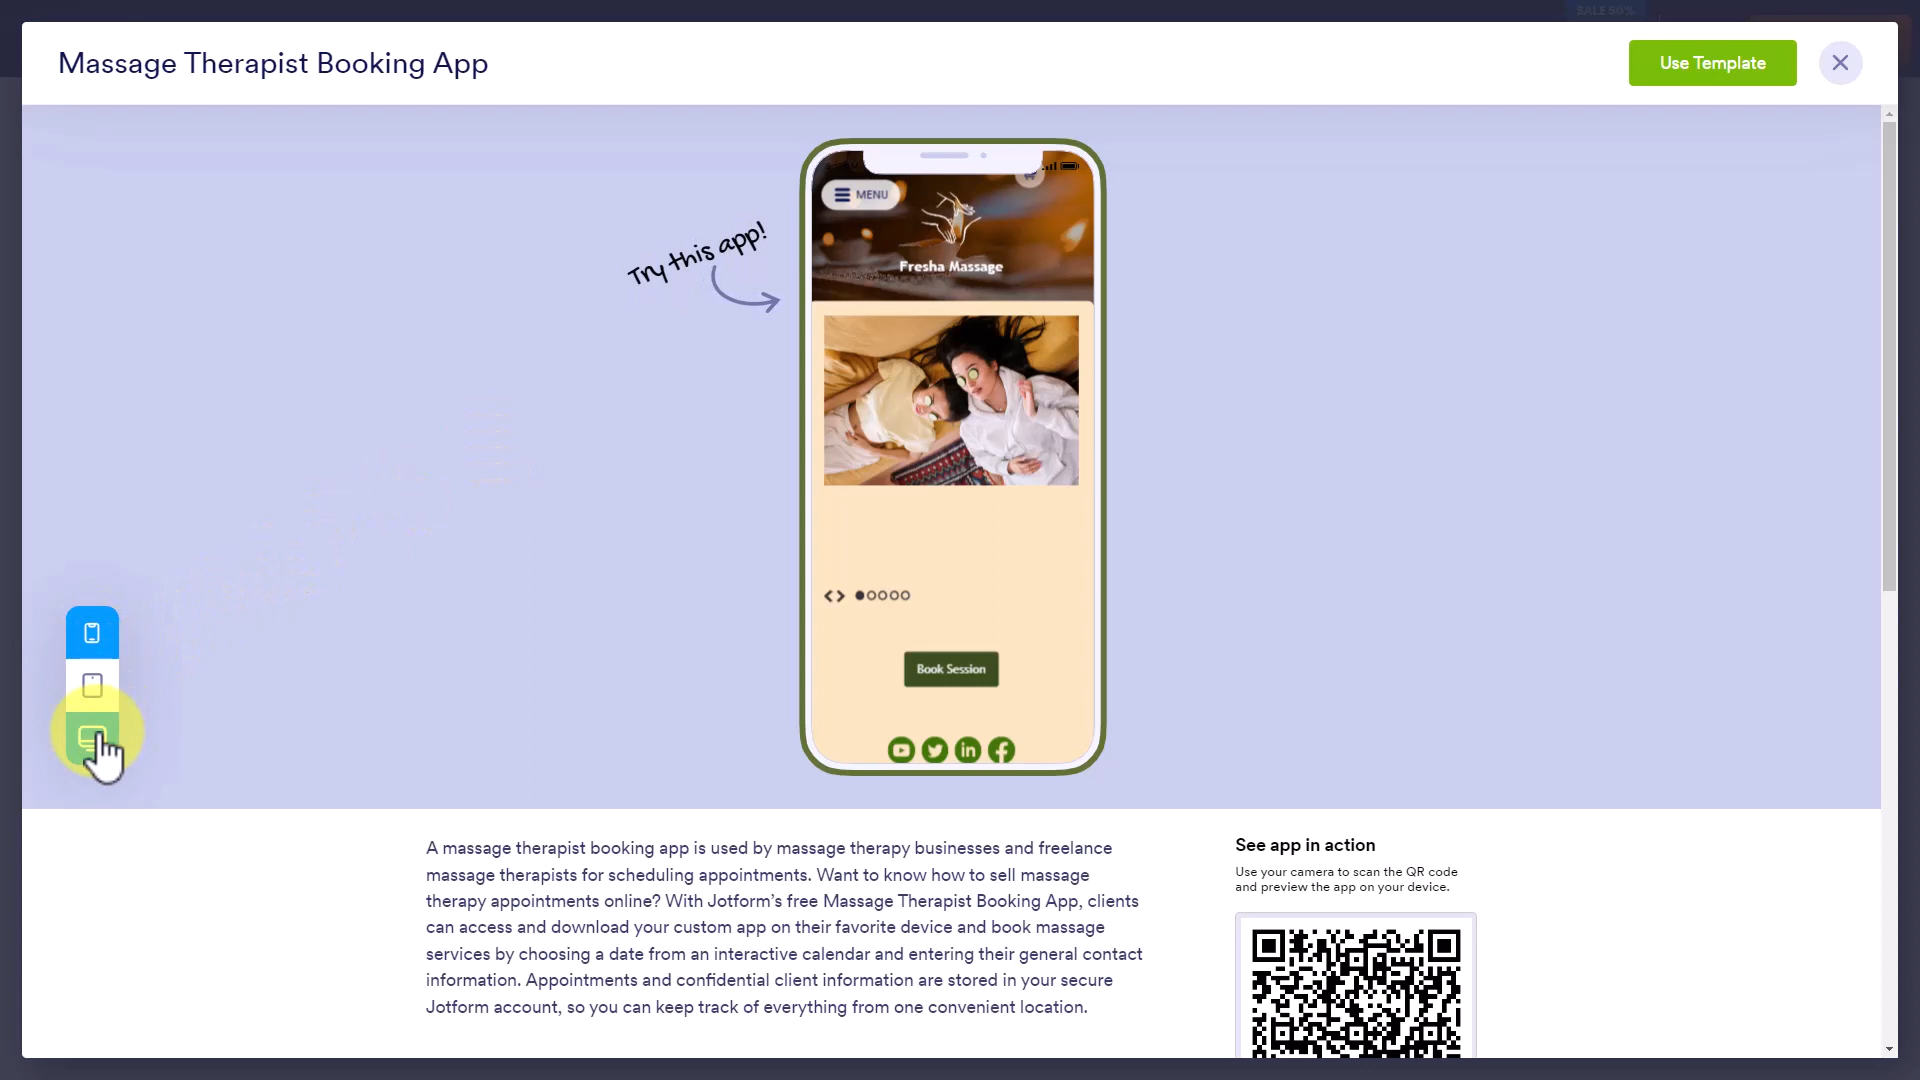 SALE 50%
Massage Therapist Booking App
Use Template
MENU
Try this app!
Fresha Massage
Book Session
A massage therapist booking app is used by massage therapy businesses and freelance
massage therapists for scheduling appointments. Want to know how to sell massage
therapy appointments online? With Jotform’s free Massage Therapist Booking App, clients
can access and download your custom app on their favorite device and book massage
services by choosing a date from an interactive calendar and entering their general contact
information. Appointments and confidential client information are stored in your secure
Jotform account, so you can keep track of everything from one convenient location.
See app in action
Use your camera to scan the QR code
and preview the app on your device.